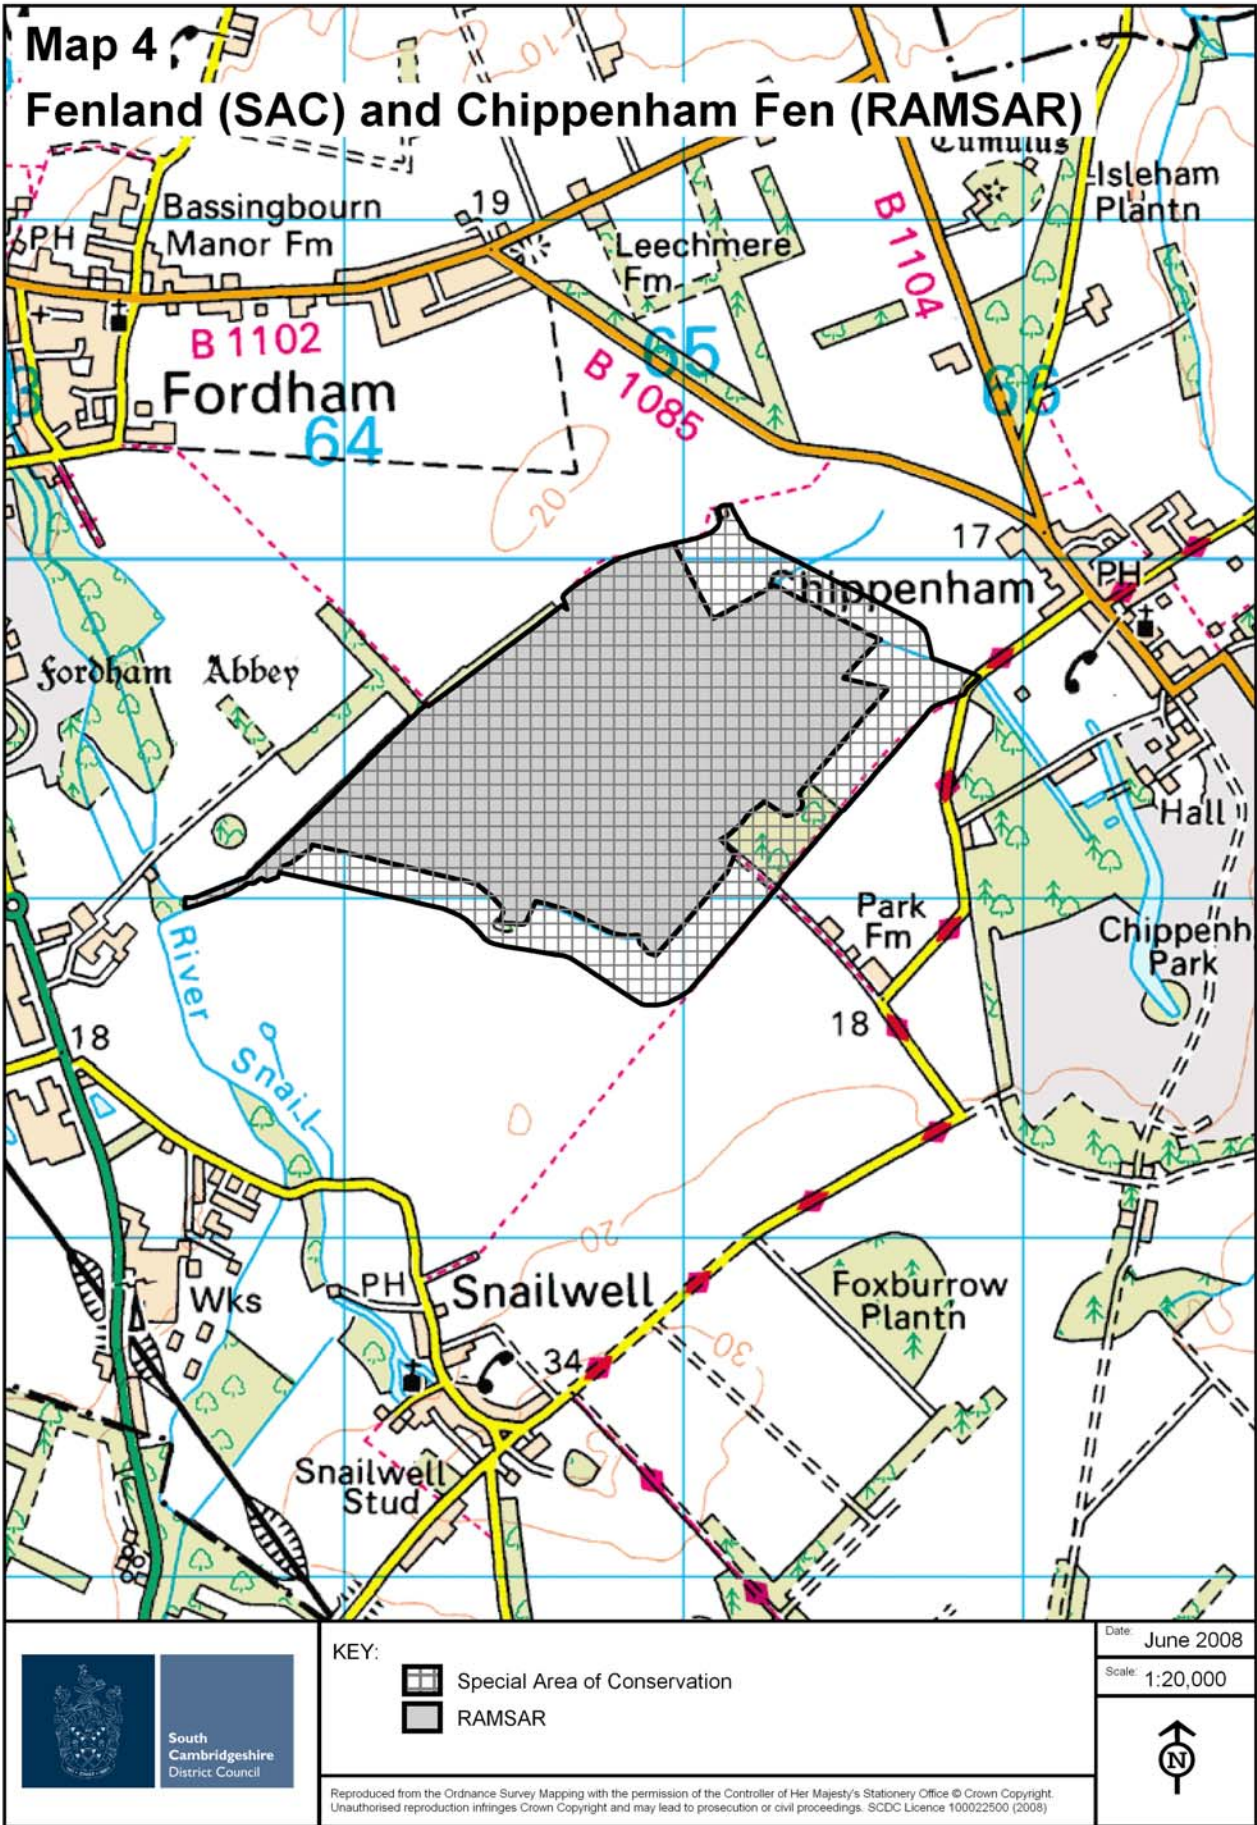 Map 4
Fenland (SAC) and Chippenham Fen (RAMSAR)
10
Tumulus
Isleham
Plantn
Bassingbourn
Manor Fm
19
PH
Leechmere
Fm
B 1104
B 1102
65
B 1085
66
Fordham
64
20
17
Chippenham
PH
Fordham Abbey
Hall
Park
Fm
Chippenh
Park
River
Snail
18
18
20
PH
Snailwell
Foxburrow
Plantn
Wks
34
30
Snailwell
Stud
South
Cambridgeshire
District Council
KEY:
Special Area of Conservation
RAMSAR
Date: June 2008
Scale: 1:20,000
N
Reproduced from the Ordnance Survey Mapping with the permission of the Controller of Her Majesty's Stationery Office © Crown Copyright.
Unauthorised reproduction infringes Crown Copyright and may lead to prosecution or civil proceedings. SCDC Licence 100022500 (2008)